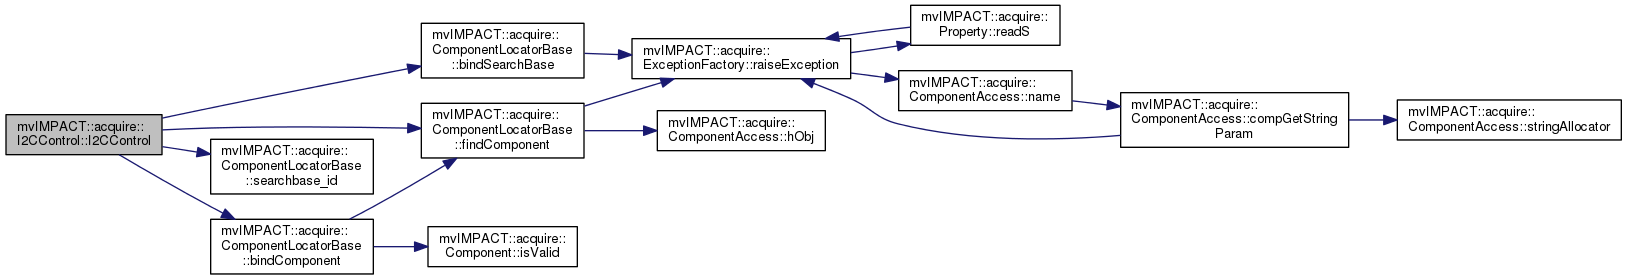 mvIMPACT::acquire::
I2CControl::I2CControl
mvIMPACT::acquire::
ComponentLocatorBase
::bindSearchBase
mvIMPACT::acquire::
ComponentLocatorBase
::findComponent
mvIMPACT::acquire::
ComponentLocatorBase
::searchbase_id
mvIMPACT::acquire::
ComponentLocatorBase
::bindComponent
mvIMPACT::acquire::
Component::isValid
mvIMPACT::acquire::
ExceptionFactory::raiseException
mvIMPACT::acquire::
ComponentAccess::hObj
mvIMPACT::acquire::
Property::readS
mvIMPACT::acquire::
ComponentAccess::name
mvIMPACT::acquire::
ComponentAccess::compGetString
Param
mvIMPACT::acquire::
ComponentAccess::stringAllocator